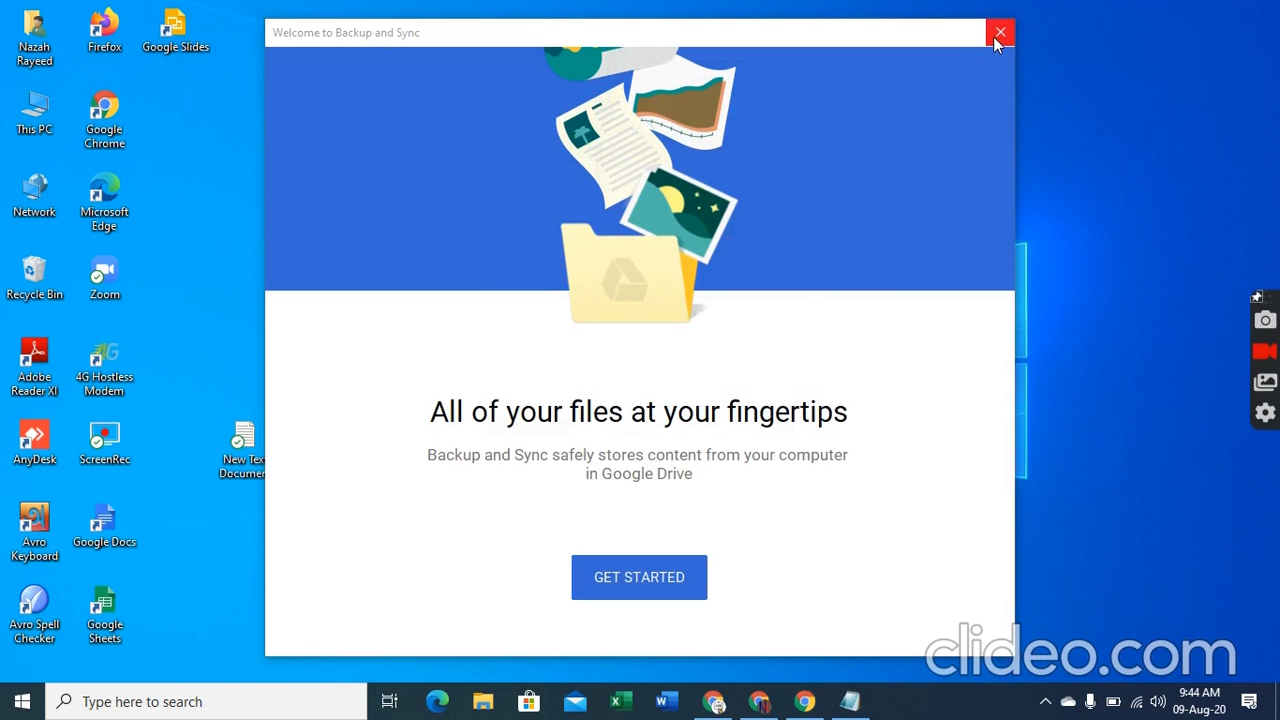 Nazah
Rayeed
Firefox
Google Slides
This PC
Google
Chrome
Network
Microsoft
Edge
Recycle Bin
Zoom
Adobe
Reader XI
4G Hostless
Modem
AnyDesk
ScreenRec
New Tex
Documen
Avro
Keyboard
Google Docs
Avro Spell
Checker
Google
Sheets
Welcome to Backup and Sync
All of your files at your fingertips
Backup and Sync safely stores content from your computer
in Google Drive
GET STARTED
clideo.com
Type here to search
9:44 AM
09-Aug-20